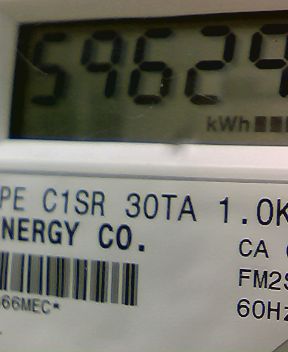 59629
kWh
PE C1SR 30TA 1.0K
NERGY CO.
CA
FM2S
66MEC*
60Hz